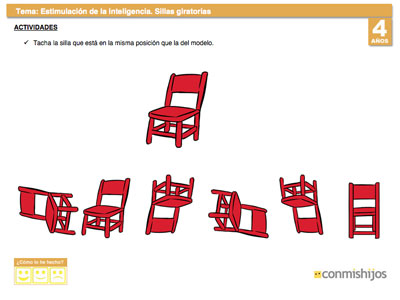 Tema: Estimulación de la inteligencia. Sillas giratorias
ACTIVIDADES
4
AÑOS
✓ Tacha la silla que está en la misma posición que la del modelo.
¿Cómo lo he hecho?
conmishijos